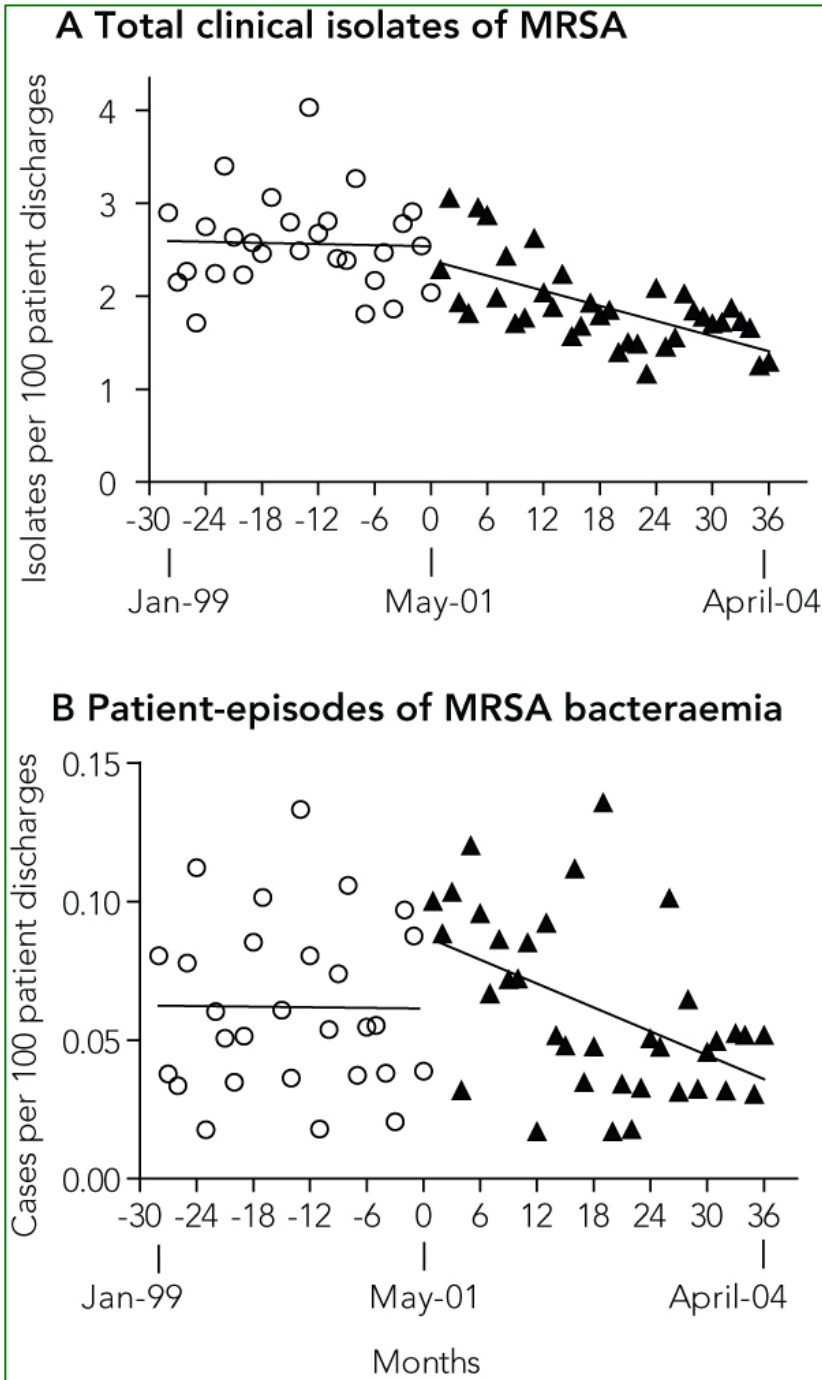 A Total clinical isolates of MRSA
Isolates per 100 patient discharges
4
3
2
1
0
-30 -24 -18 -12 -6 0 6 12 18 24 30 36
Jan-99 May-01 April-04
B Patient-episodes of MRSA bacteraemia
Cases per 100 patient discharges
0.15
0.10
0.05
0.00
-30 -24 -18 -12 -6 0 6 12 18 24 30 36
Jan-99 May-01 April-04
Months